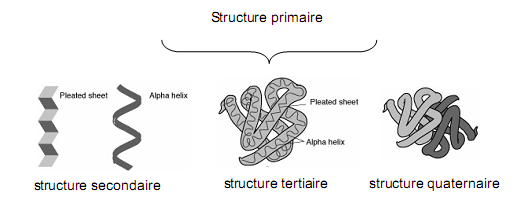 Structure primaire
Pleated sheet
Alpha helix
Pleated sheet
Alpha helix
structure secondaire
structure tertiaire
structure quaternaire